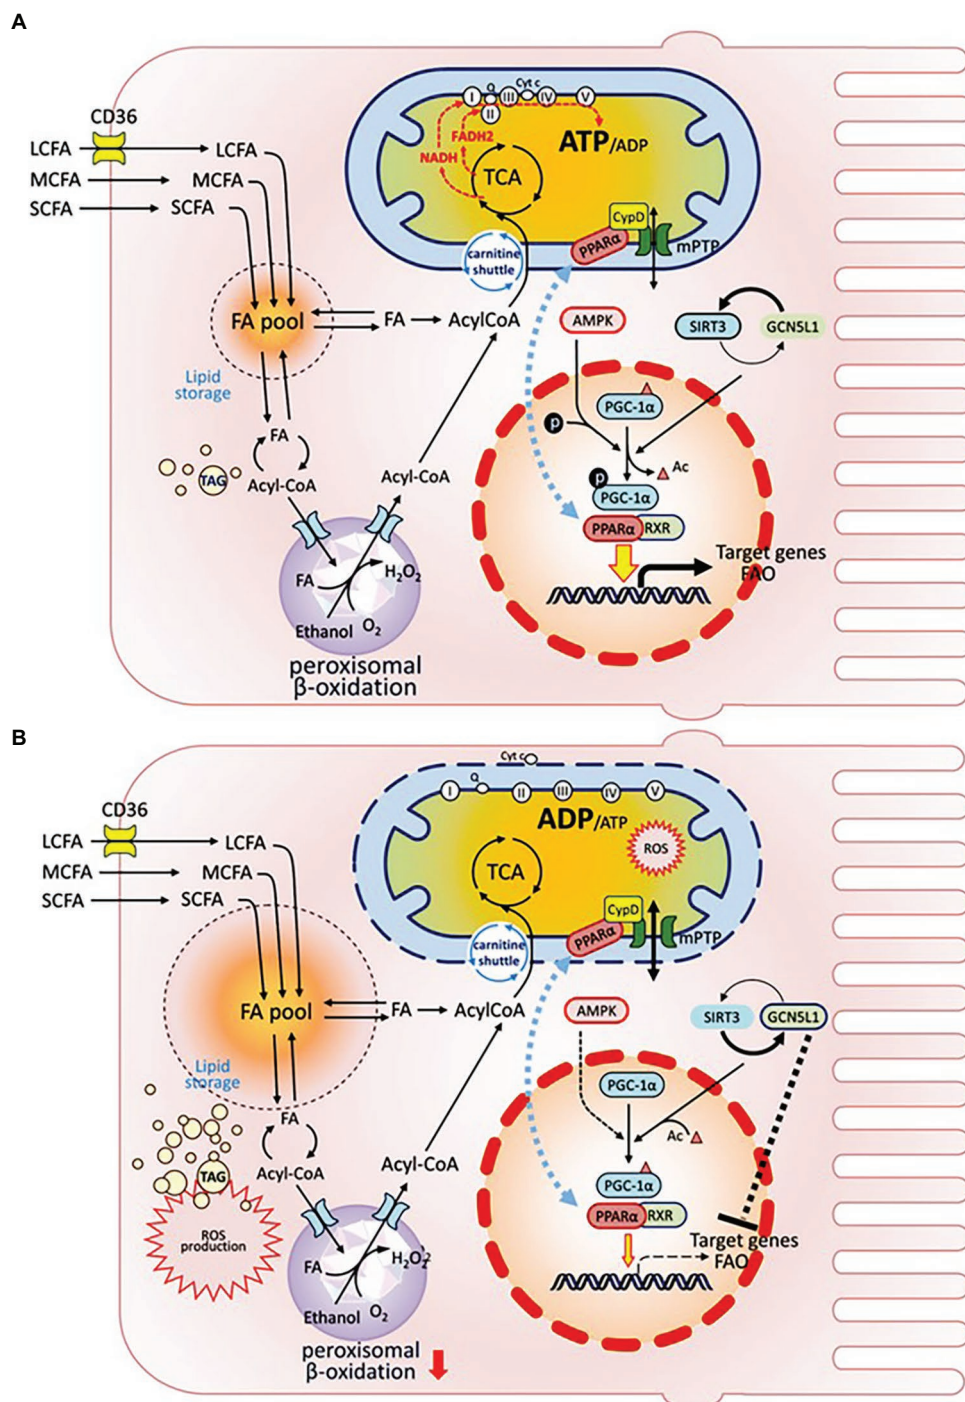 A
CD36
LCFA
LCFA
MCFA
MCFA
SCFA
SCFA
FA pool
Lipid
storage
FA
AcylCoA
FA
Acyl-CoA
TAG
Acyl-CoA
FA
H2O2
Ethanol
O2
peroxisomal
β-oxidation
I
Q
II
III
Cyt c
IV
V
FADH2
NADH
TCA
ATP/ADP
carnitine
shuttle
CypD
PPARα
mPTP
AMPK
SIRT3
GCN5L1
PGC-1α
p
Ac
p
PGC-1α
PPARα
RXR
Target genes
FAO
B
CD36
LCFA
LCFA
MCFA
MCFA
SCFA
SCFA
FA pool
Lipid
storage
FA
AcylCoA
FA
Acyl-CoA
TAG
ROS
production
Acyl-CoA
FA
H2O2
Ethanol
O2
peroxisomal
β-oxidation
Cyt c
I
Q
II
III
IV
V
ADP/ATP
ROS
TCA
carnitine
shuttle
CypD
PPARα
mPTP
AMPK
SIRT3
GCN5L1
PGC-1α
Ac
PGC-1α
PPARα
RXR
Target genes
FAO